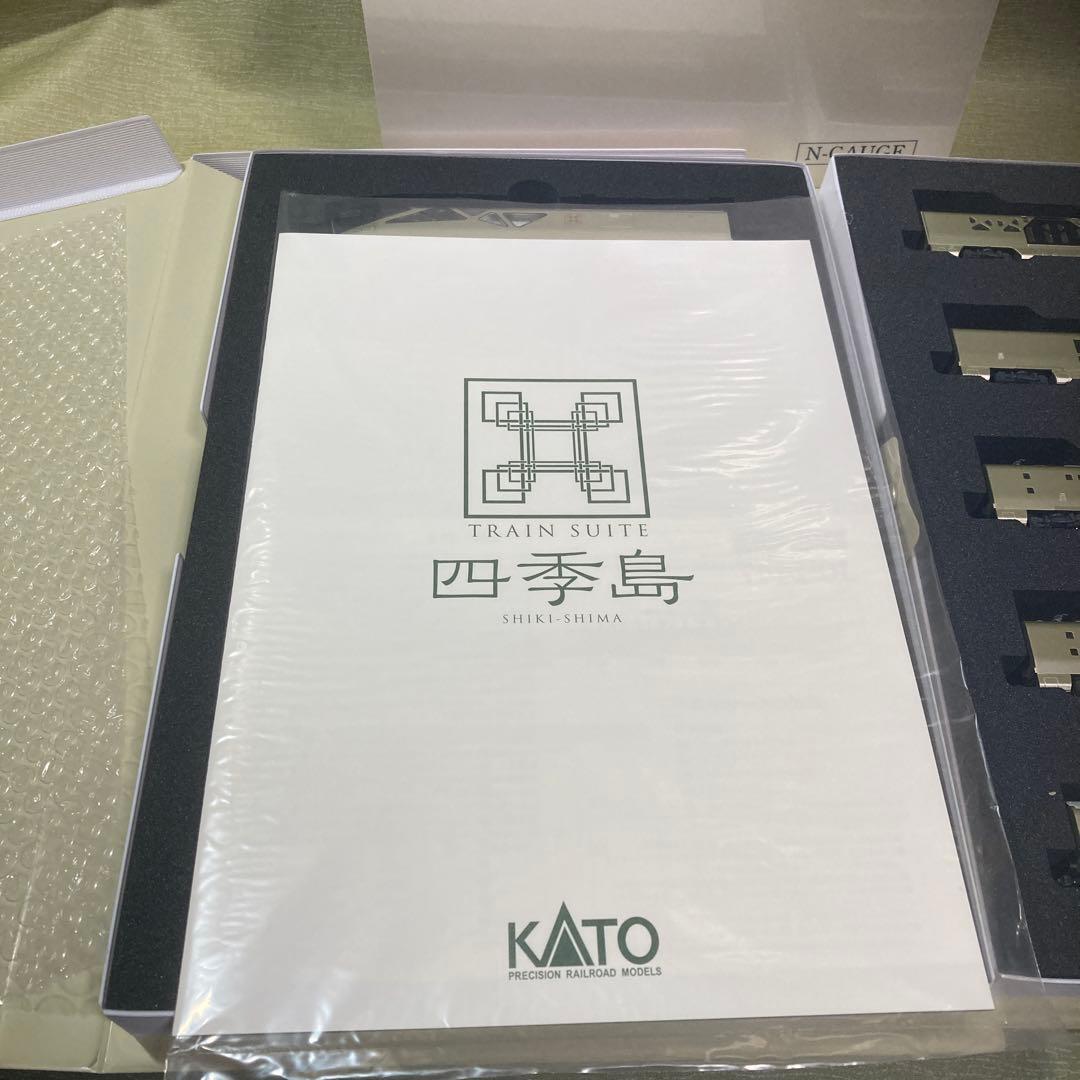 N-GAUGE
TRAIN SUITE
四季島
SHIKI-SHIMA
KATO
PRECISION RAILROAD MODELS